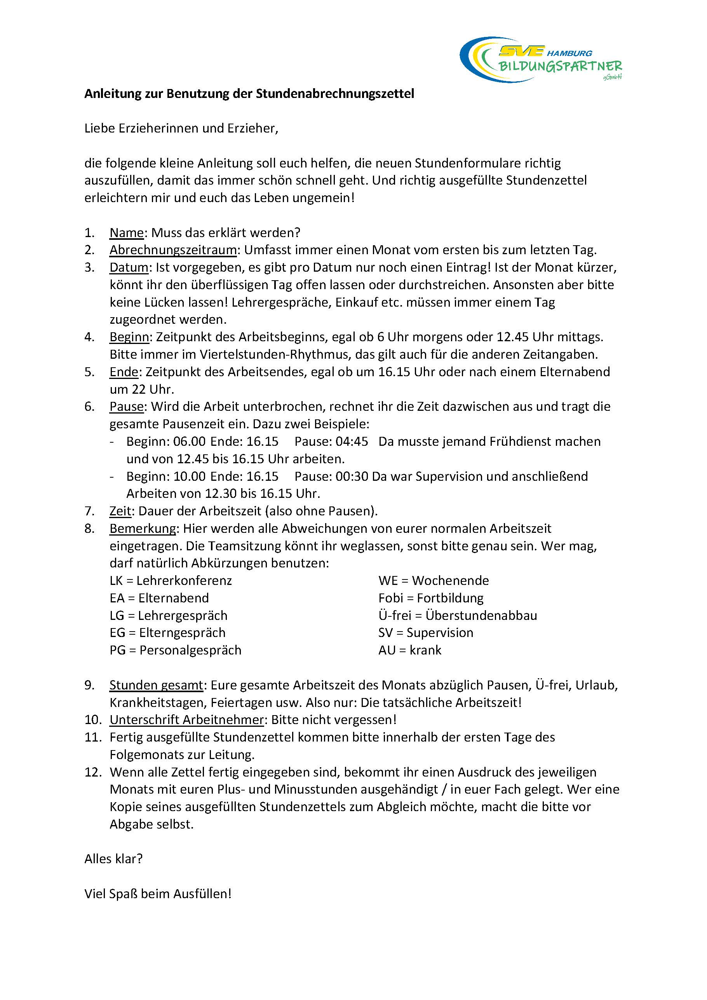 SVE HAMBURG
BILDUNGSPARTNER
gGmbH
Anleitung zur Benutzung der Stundenabrechnungszettel
Liebe Erzieherinnen und Erzieher,
die folgende kleine Anleitung soll euch helfen, die neuen Stundenformulare richtig
auszufüllen, damit das immer schön schnell geht. Und richtig ausgefüllte Stundenzettel
erleichtern mir und euch das Leben ungemein!
1. Name: Muss das erklärt werden?
2. Abrechnungszeitraum: Umfasst immer einen Monat vom ersten bis zum letzten Tag.
3. Datum: Ist vorgegeben, es gibt pro Datum nur noch einen Eintrag! Ist der Monat kürzer,
könnt ihr den überflüssigen Tag offen lassen oder durchstreichen. Ansonsten aber bitte
keine Lücken lassen! Lehrergespräche, Einkauf etc. müssen immer einem Tag
zugeordnet werden.
4. Beginn: Zeitpunkt des Arbeitsbeginns, egal ob 6 Uhr morgens oder 12.45 Uhr mittags.
Bitte immer im Viertelstunden-Rhythmus, das gilt auch für die anderen Zeitangaben.
5. Ende: Zeitpunkt des Arbeitsendes, egal ob um 16.15 Uhr oder nach einem Elternabend
um 22 Uhr.
6. Pause: Wird die Arbeit unterbrochen, rechnet ihr die Zeit dazwischen aus und tragt die
gesamte Pausenzeit ein. Dazu zwei Beispiele:
- Beginn: 06.00 Ende: 16.15 Pause: 04:45 Da musste jemand Frühdienst machen
und von 12.45 bis 16.15 Uhr arbeiten.
- Beginn: 10.00 Ende: 16.15 Pause: 00:30 Da war Supervision und anschließend
Arbeiten von 12.30 bis 16.15 Uhr.
7. Zeit: Dauer der Arbeitszeit (also ohne Pausen).
8. Bemerkung: Hier werden alle Abweichungen von eurer normalen Arbeitszeit
eingetragen. Die Teamsitzung könnt ihr weglassen, sonst bitte genau sein. Wer mag,
darf natürlich Abkürzungen benutzen:
LK = Lehrerkonferenz WE = Wochenende
EA = Elternabend Fobi = Fortbildung
LG = Lehrergespräch Ü-frei = Überstundenabbau
EG = Elterngespräch SV = Supervision
PG = Personalgespräch AU = krank
9. Stunden gesamt: Eure gesamte Arbeitszeit des Monats abzüglich Pausen, Ü-frei, Urlaub,
Krankheitstagen, Feiertagen usw. Also nur: Die tatsächliche Arbeitszeit!
10. Unterschrift Arbeitnehmer: Bitte nicht vergessen!
11. Fertig ausgefüllte Stundenzettel kommen bitte innerhalb der ersten Tage des
Folgemonats zur Leitung.
12. Wenn alle Zettel fertig eingegeben sind, bekommt ihr einen Ausdruck des jeweiligen
Monats mit euren Plus- und Minusstunden ausgehändigt / in euer Fach gelegt. Wer eine
Kopie seines ausgefüllten Stundenzettels zum Abgleich möchte, macht die bitte vor
Abgabe selbst.
Alles klar?
Viel Spaß beim Ausfüllen!